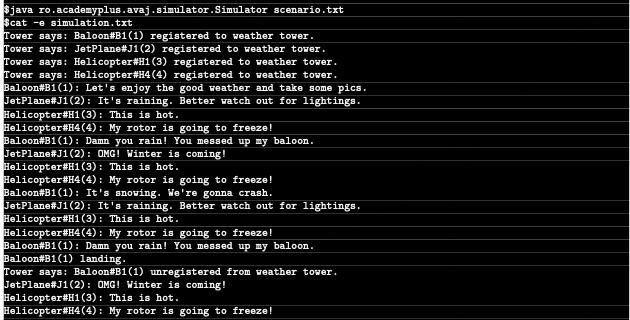 $java ro.academyplus.avaj.simulator.Simulator scenario.txt
$cat -e simulation.txt
Tower says: Baloon#B1(1) registered to weather tower.
Tower says: JetPlane#J1(2) registered to weather tower.
Tower says: Helicopter#H1(3) registered to weather tower.
Tower says: Helicopter#H4(4) registered to weather tower.
Baloon#B1(1): Let's enjoy the good weather and take some pics.
JetPlane#J1(2): It's raining. Better watch out for lightings.
Helicopter#H1(3): This is hot.
Helicopter#H4(4): My rotor is going to freeze!
Baloon#B1(1): Damn you rain! You messed up my baloon.
JetPlane#J1(2): OMG! Winter is coming!
Helicopter#H1(3): This is hot.
Helicopter#H4(4): My rotor is going to freeze!
Baloon#B1(1): It's snowing. We're gonna crash.
JetPlane#J1(2): It's raining. Better watch out for lightings.
Helicopter#H1(3): This is hot.
Helicopter#H4(4): My rotor is going to freeze!
Baloon#B1(1): Damn you rain! You messed up my baloon.
Baloon#B1(1) landing.
Tower says: Baloon#B1(1) unregistered from weather tower.
JetPlane#J1(2): OMG! Winter is coming!
Helicopter#H1(3): This is hot.
Helicopter#H4(4): My rotor is going to freeze!